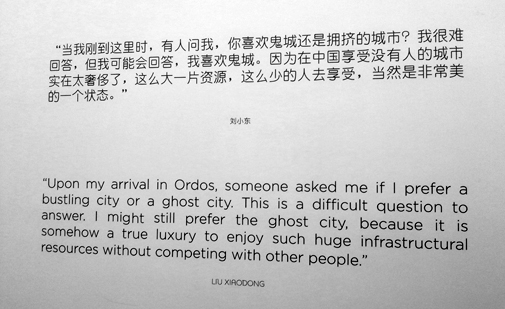 “当我刚到这里时，有人问我，你喜欢鬼城还是拥挤的城市？我很难
回答，但我可能会回答，我喜欢鬼城。因为在中国享受没有人的城市
实在太奢侈了，这么大一片资源，这么少的人去享受，当然是非常美
的一个状态。”
刘小东
“Upon my arrival in Ordos, someone asked me if I prefer a
bustling city or a ghost city. This is a difficult question to
answer. I might still prefer the ghost city, because it is
somehow a true luxury to enjoy such huge infrastructural
resources without competing with other people.”
LIU XIAODONG